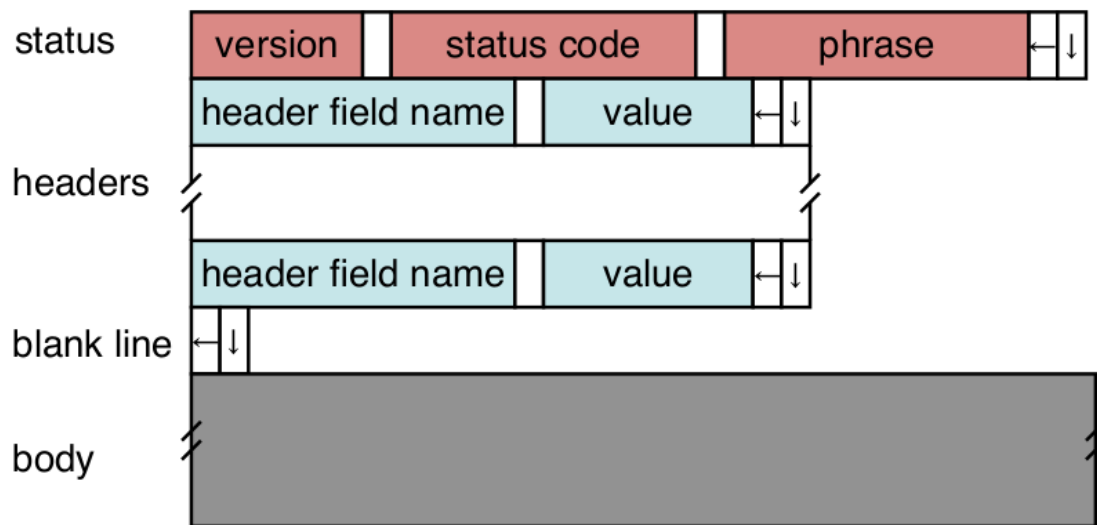 status version status code phrase ← ↓
header field name value ← ↓
headers
header field name value ← ↓
blank line ← ↓
body